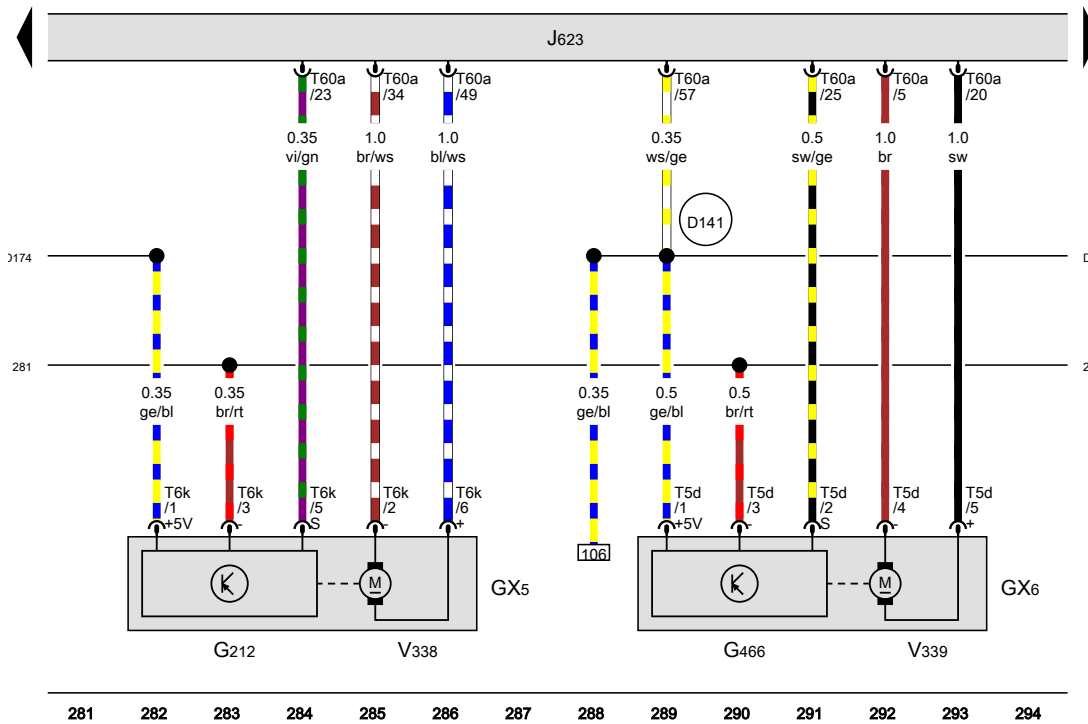 J623
T60a T60a T60a T60a T60a T60a T60a
/23 /34 /49 /57 /25 /5 /20
0.35 1.0 1.0 0.35 0.5 1.0 1.0
vi/gn br/ws bl/ws ws/ge sw/ge br sw
D141
D174
281
0.35 0.35 0.35 0.5 0.5
ge/bl br/rt ge/bl ge/bl br/rt
T6k T6k T6k T6k T6k T5d T5d T5d T5d T5d
/1 /3 /5 /2 /6 /1 /3 /2 /4 /5
+5V - S - + +5V - S - +
106
M M
GX5 GX6
G212 V338 G466 V339
281 282 283 284 285 286 287 288 289 290 291 292 293 294